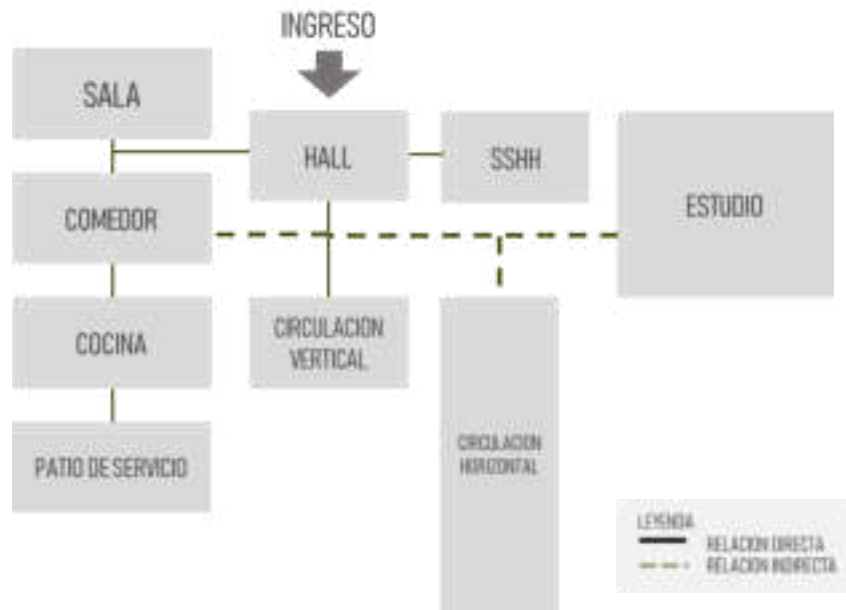 INGRESO
SALA
HALL
SSHH
ESTUDIO
COMEDOR
COCINA
CIRCULACION
VERTICAL
PATIO DE SERVICIO
CIRCULACION
HORIZONTAL
LEYENDA
RELACION DIRECTA
RELACION INDIRECTA